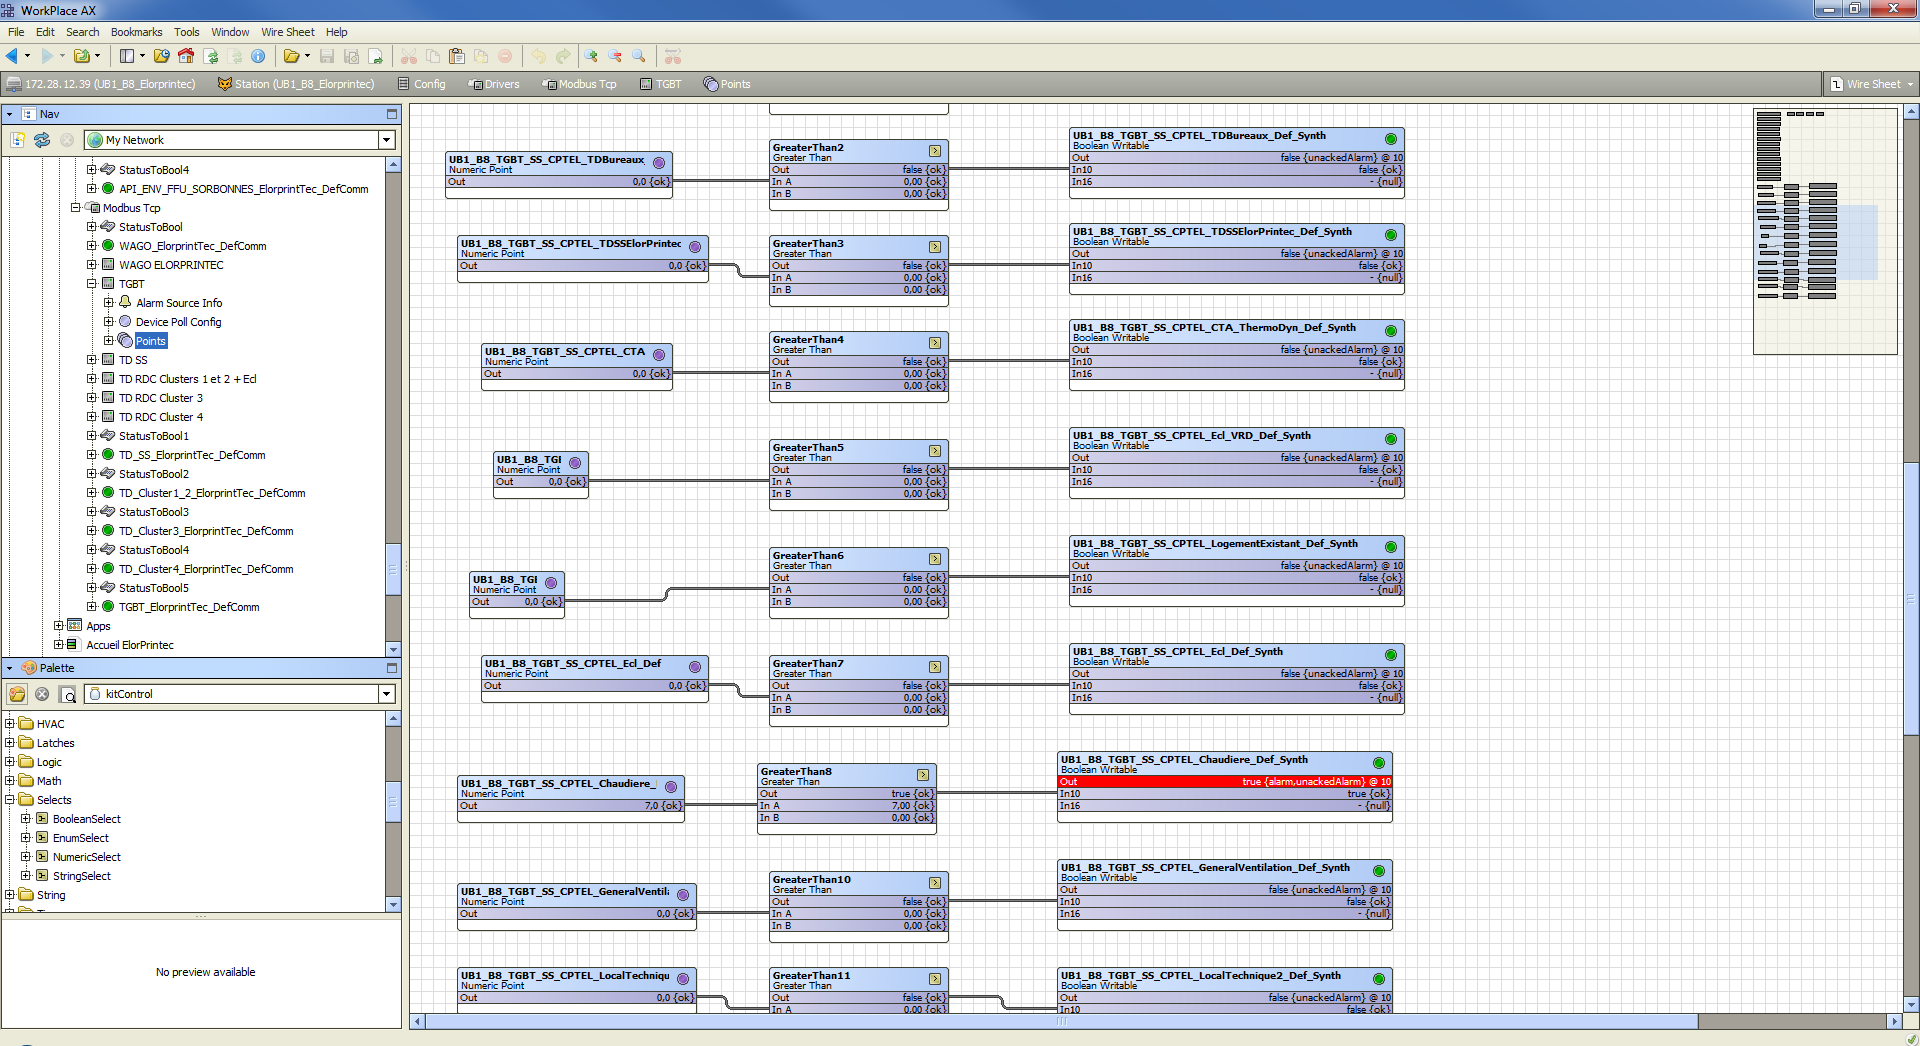 WorkPlace AX
File Edit Search Bookmarks Tools Window Wire Sheet Help
172.28.12.39 (UB1_B8_Elorprintec) Station (UB1_B8_Elorprintec) Config Drivers Modbus Tcp TGBT Points Wire Sheet
Nav
My Network
StatusToBool4
API_ENV_FFU_SORBONNES_ElorprintTec_DefComm
Modbus Tcp
StatusToBool
WAGO_ElorprintTec_DefComm
WAGO ELORPRINTEC
TGBT
Alarm Source Info
Device Poll Config
Points
TD SS
TD RDC Clusters 1 et 2 + Ecl
TD RDC Cluster 3
TD RDC Cluster 4
StatusToBool1
TD_SS_ElorprintTec_DefComm
StatusToBool2
TD_Cluster1_2_ElorprintTec_DefComm
StatusToBool3
TD_Cluster3_ElorprintTec_DefComm
StatusToBool4
TD_Cluster4_ElorprintTec_DefComm
StatusToBool5
TGBT_ElorprintTec_DefComm
Apps
Accueil ElorPrintec
Palette
kitControl
HVAC
Latches
Logic
Math
Selects
BooleanSelect
EnumSelect
NumericSelect
StringSelect
String
No preview available
UB1_B8_TGBT_SS_CPTEL_TDBureaux_
Numeric Point
Out 0,0 {ok}
GreaterThan2
Greater Than
Out false {ok}
In A 0,00 {ok}
In B 0,00 {ok}
UB1_B8_TGBT_SS_CPTEL_TDBureaux_Def_Synth
Boolean Writable
Out false {unackedAlarm} @ 10
In10 false {ok}
In16 - {null}
UB1_B8_TGBT_SS_CPTEL_TDSSElorPrintec
Numeric Point
Out 0,0 {ok}
GreaterThan3
Greater Than
Out false {ok}
In A 0,00 {ok}
In B 0,00 {ok}
UB1_B8_TGBT_SS_CPTEL_TDSSElorPrintec_Def_Synth
Boolean Writable
Out false {unackedAlarm} @ 10
In10 false {ok}
In16 - {null}
UB1_B8_TGBT_SS_CPTEL_CTA
Numeric Point
Out 0,0 {ok}
GreaterThan4
Greater Than
Out false {ok}
In A 0,00 {ok}
In B 0,00 {ok}
UB1_B8_TGBT_SS_CPTEL_CTA_ThermoDyn_Def_Synth
Boolean Writable
Out false {unackedAlarm} @ 10
In10 false {ok}
In16 - {null}
UB1_B8_TGI
Numeric Point
Out 0,0 {ok}
GreaterThan5
Greater Than
Out false {ok}
In A 0,00 {ok}
In B 0,00 {ok}
UB1_B8_TGBT_SS_CPTEL_Ecl_VRD_Def_Synth
Boolean Writable
Out false {unackedAlarm} @ 10
In10 false {ok}
In16 - {null}
UB1_B8_TGI
Numeric Point
Out 0,0 {ok}
GreaterThan6
Greater Than
Out false {ok}
In A 0,00 {ok}
In B 0,00 {ok}
UB1_B8_TGBT_SS_CPTEL_LogementExistant_Def_Synth
Boolean Writable
Out false {unackedAlarm} @ 10
In10 false {ok}
In16 - {null}
UB1_B8_TGBT_SS_CPTEL_Ecl_Def
Numeric Point
Out 0,0 {ok}
GreaterThan7
Greater Than
Out false {ok}
In A 0,00 {ok}
In B 0,00 {ok}
UB1_B8_TGBT_SS_CPTEL_Ecl_Def_Synth
Boolean Writable
Out false {unackedAlarm} @ 10
In10 false {ok}
In16 - {null}
UB1_B8_TGBT_SS_CPTEL_Chaudiere_
Numeric Point
Out 7,0 {ok}
GreaterThan8
Greater Than
Out true {ok}
In A 7,00 {ok}
In B 0,00 {ok}
UB1_B8_TGBT_SS_CPTEL_Chaudiere_Def_Synth
Boolean Writable
Out true {alarm,unackedAlarm} @ 10
In10 true {ok}
In16 - {null}
UB1_B8_TGBT_SS_CPTEL_GeneralVentila
Numeric Point
Out 0,0 {ok}
GreaterThan10
Greater Than
Out false {ok}
In A 0,00 {ok}
In B 0,00 {ok}
UB1_B8_TGBT_SS_CPTEL_GeneralVentilation_Def_Synth
Boolean Writable
Out false {unackedAlarm} @ 10
In10 false {ok}
In16 - {null}
UB1_B8_TGBT_SS_CPTEL_LocalTechniqu
Numeric Point
Out 0,0 {ok}
GreaterThan11
Greater Than
Out false {ok}
In A 0,00 {ok}
UB1_B8_TGBT_SS_CPTEL_LocalTechnique2_Def_Synth
Boolean Writable
Out false {unackedAlarm} @ 10
In10 false {ok}